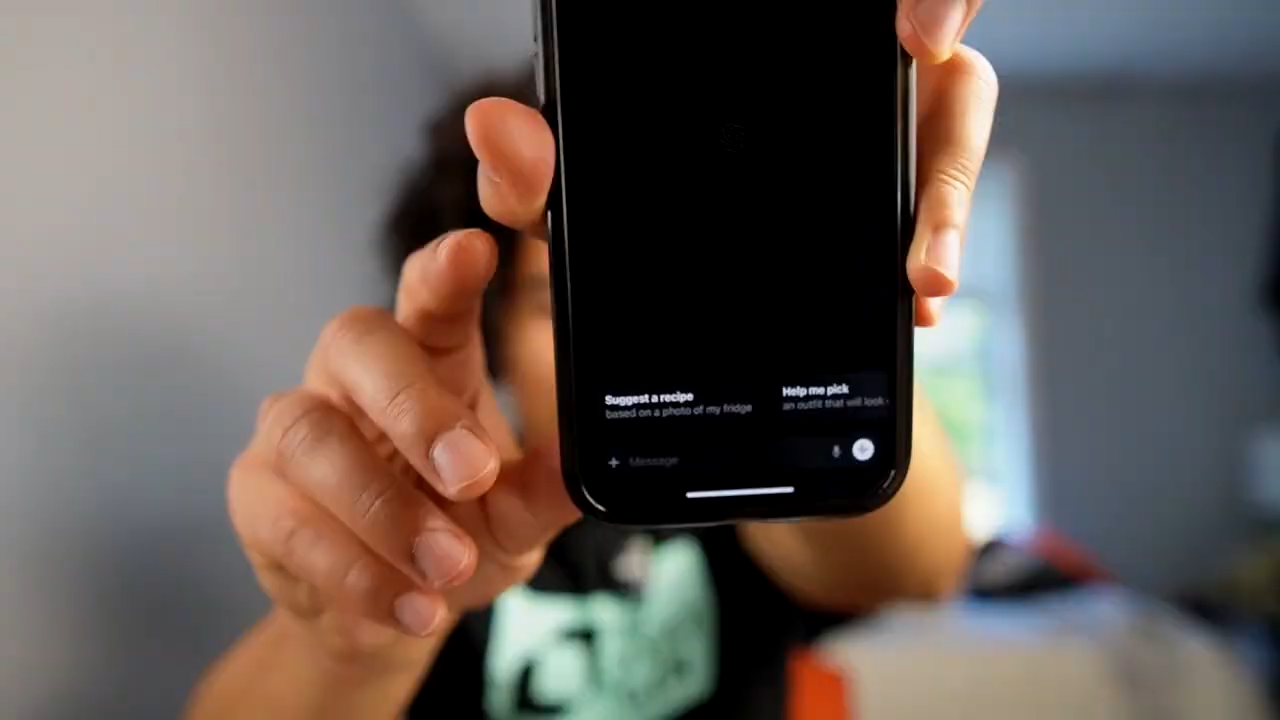 Suggest a recipe
based on a photo of my fridge
Help me pick
an outfit that will look
Message